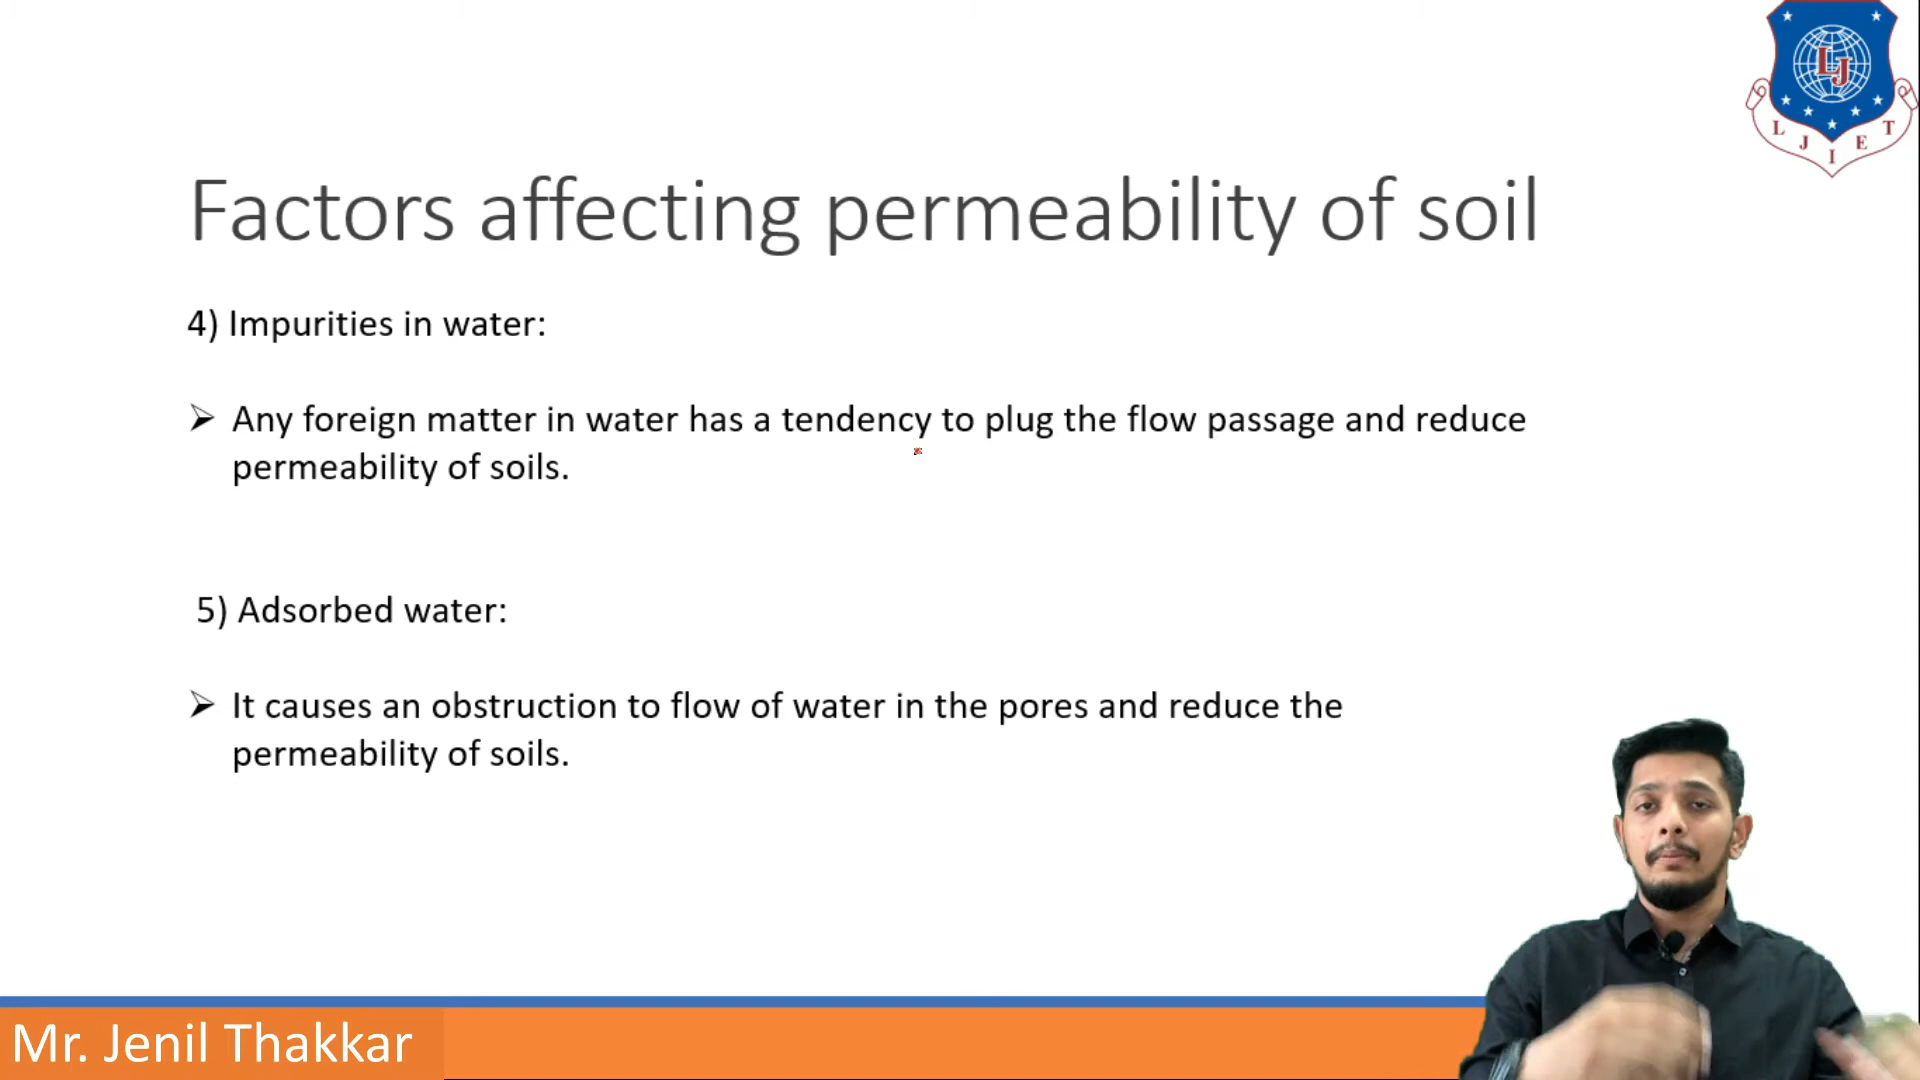 LJ
L J I E T
Factors affecting permeability of soil
4) Impurities in water:
➢ Any foreign matter in water has a tendency to plug the flow passage and reduce
permeability of soils.
5) Adsorbed water:
➢ It causes an obstruction to flow of water in the pores and reduce the
permeability of soils.
Mr. Jenil Thakkar